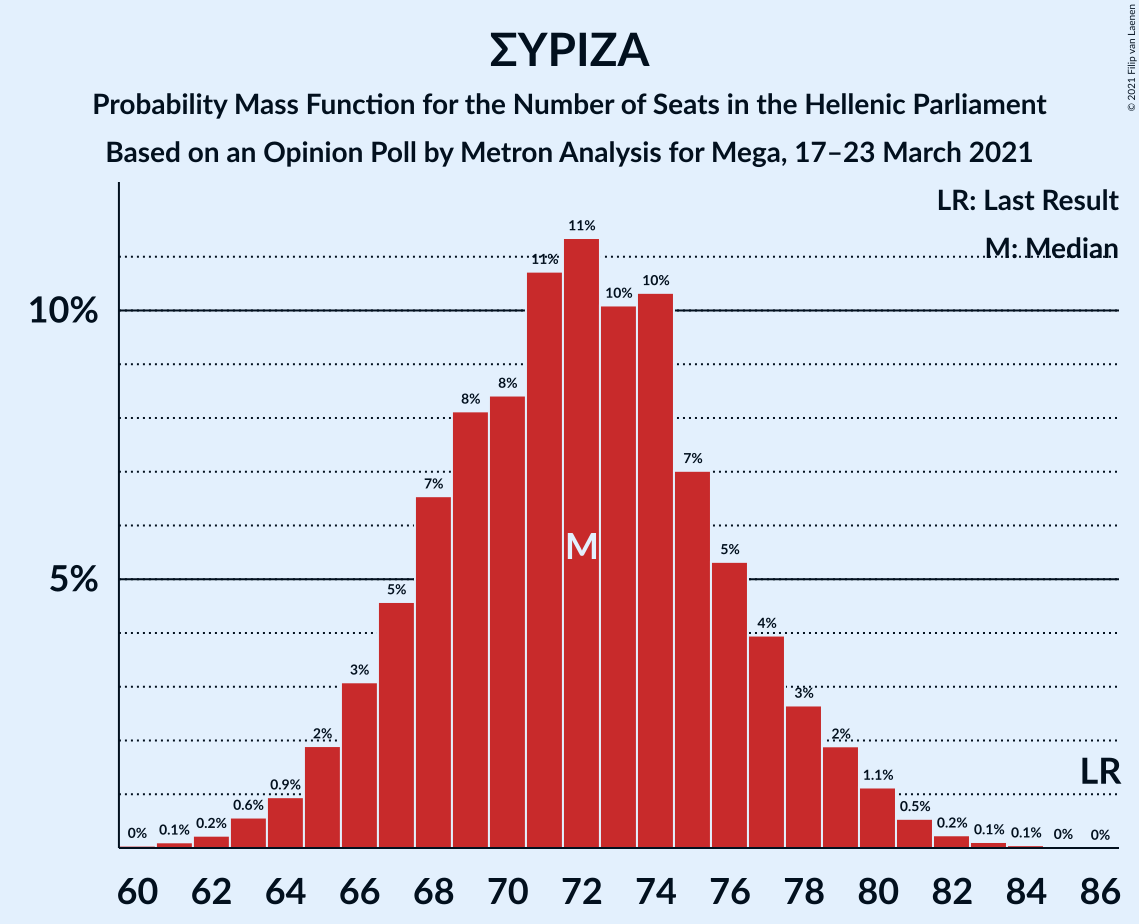 © 2021 Filip van Laenen
ΣΥΡΙΖΑ
Probability Mass Function for the Number of Seats in the Hellenic Parliament
Based on an Opinion Poll by Metron Analysis for Mega, 17–23 March 2021
LR: Last Result
M: Median
11%
11%
10%
10%
10%
8%
8%
7%
7%
M
5%
5%
5%
4%
3%
3%
2%
2%
LR
1.1%
0.9%
0.6%
0.5%
0% 0.1% 0.2% 0.2% 0.1% 0.1% 0% 0%
60 62 64 66 68 70 72 74 76 78 80 82 84 86